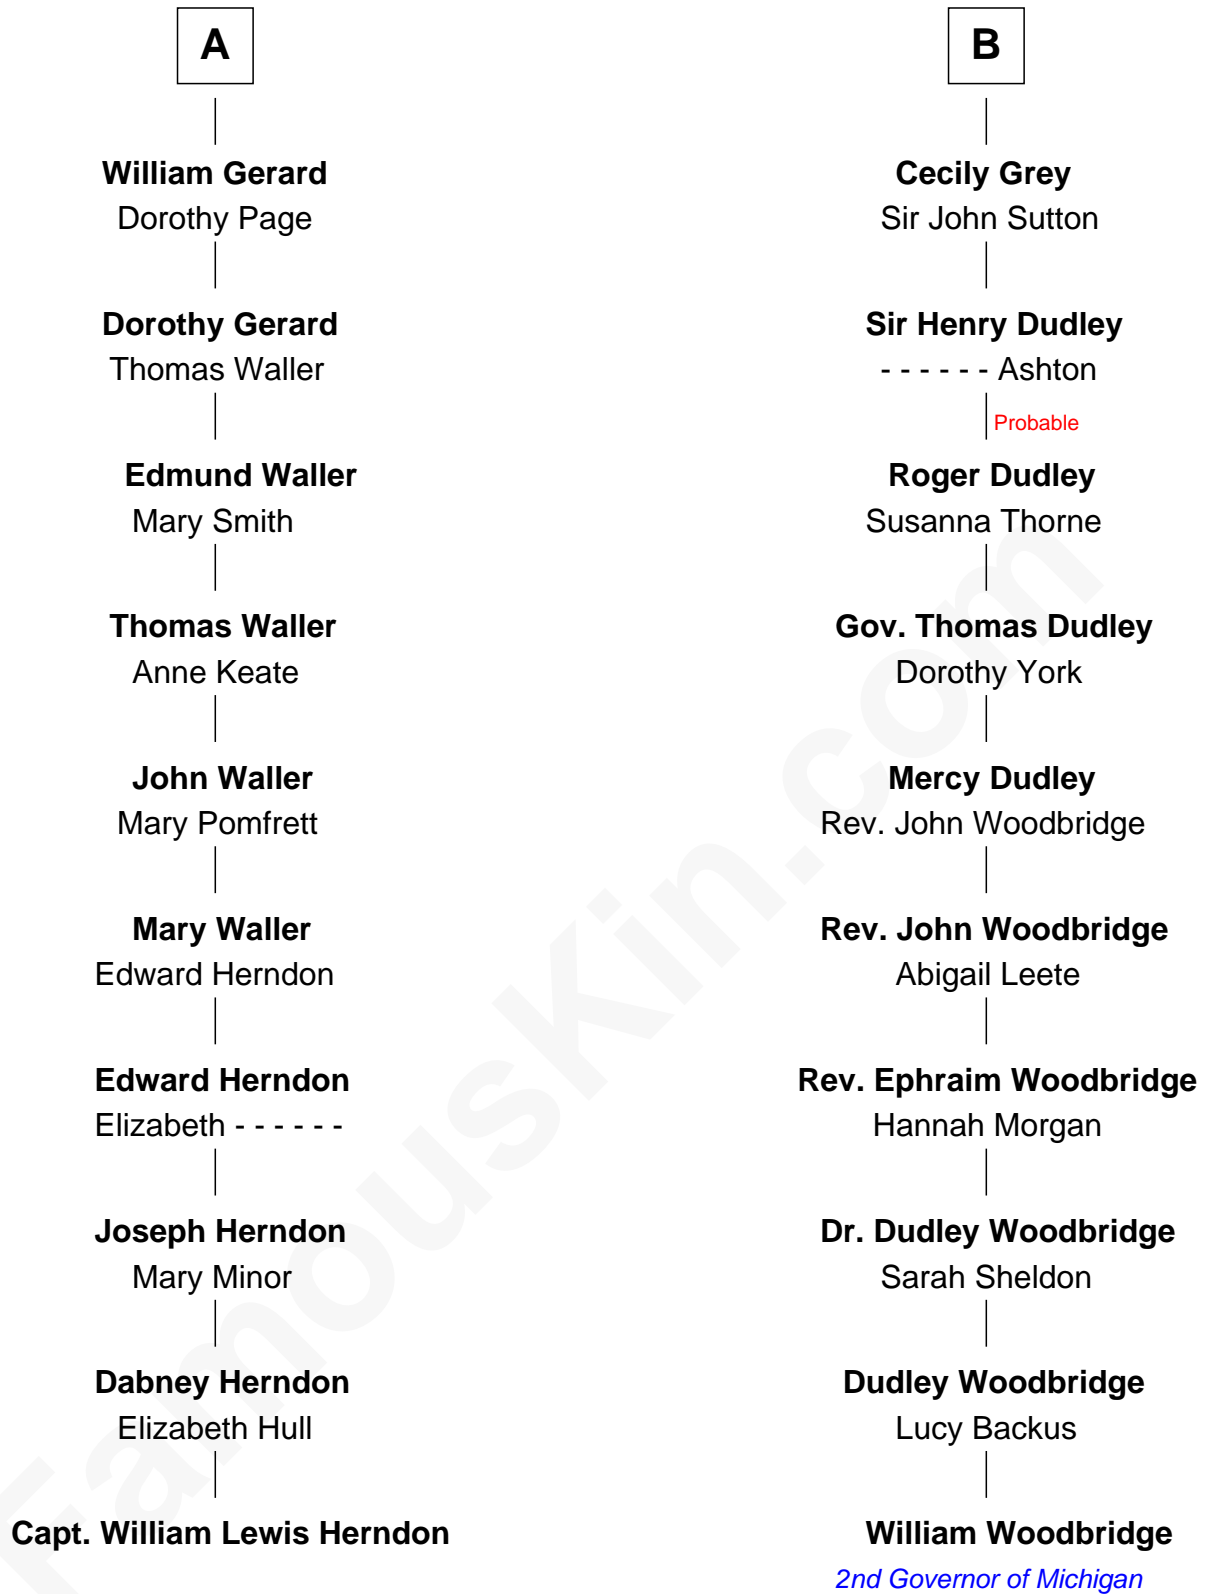 A
William Gerard
Dorothy Page
Dorothy Gerard
Thomas Waller
Edmund Waller
Mary Smith
Thomas Waller
Anne Keate
John Waller
Mary Pomfrett
Mary Waller
Edward Herndon
Edward Herndon
Elizabeth - - - - - -
Joseph Herndon
Mary Minor
Dabney Herndon
Elizabeth Hull
Capt. William Lewis Herndon
B
Cecily Grey
Sir John Sutton
Sir Henry Dudley
- - - - - - Ashton
Probable
Roger Dudley
Susanna Thorne
Gov. Thomas Dudley
Dorothy York
Mercy Dudley
Rev. John Woodbridge
Rev. John Woodbridge
Abigail Leete
Rev. Ephraim Woodbridge
Hannah Morgan
Dr. Dudley Woodbridge
Sarah Sheldon
Dudley Woodbridge
Lucy Backus
William Woodbridge
2nd Governor of Michigan
FamousKin.com